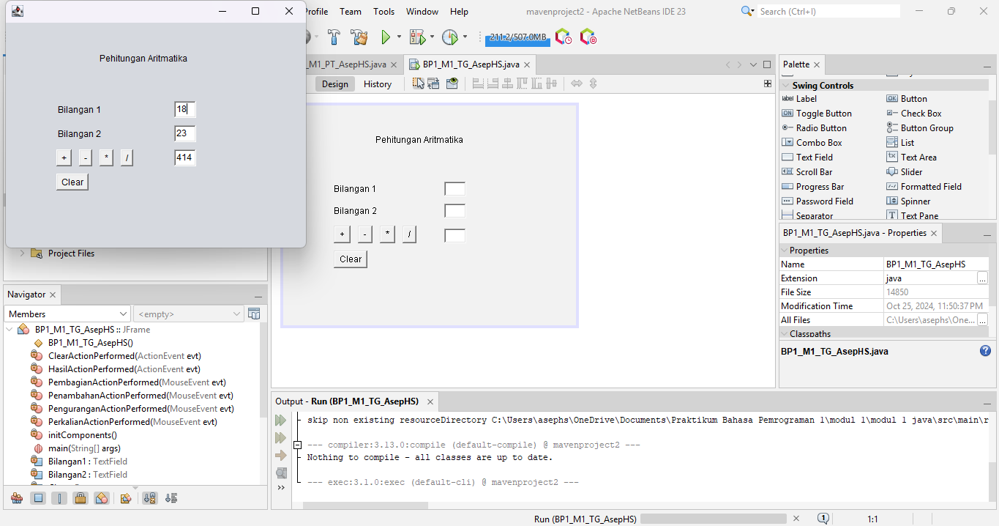 Profile Team Tools Window Help
mavenproject2 - Apache NetBeans IDE 23
Search (Ctrl+I)
211.2/507.0MB
Pehitungan Aritmatika
Bilangan 1
18
Bilangan 2
23
+ - * /
414
Clear
_M1_PT_AsepHS.java
BP1_M1_TG_AsepHS.java
Design
History
Pehitungan Aritmatika
Bilangan 1
Bilangan 2
+ - * /
Clear
Palette
Swing Controls
label Label
OK Button
ON Toggle Button
Check Box
Radio Button
Button Group
Combo Box
List
Text Field
Text Area
Scroll Bar
Slider
Progress Bar
Formatted Field
Password Field
Spinner
Separator
Text Pane
BP1_M1_TG_AsepHS.java - Properties
Properties
Name BP1_M1_TG_AsepHS
Extension java
...
File Size 14850
Modification Time Oct 25, 2024, 11:50:37 PM
All Files C:\Users\asephs\One...
...
Classpaths
BP1_M1_TG_AsepHS.java
?
Project Files
Navigator
Members
<empty>
BP1_M1_TG_AsepHS :: JFrame
BP1_M1_TG_AsepHS()
ClearActionPerformed(ActionEvent evt)
HasilActionPerformed(ActionEvent evt)
PembagianActionPerformed(MouseEvent evt)
PenambahanActionPerformed(MouseEvent evt)
PenguranganActionPerformed(MouseEvent evt)
PerkalianActionPerformed(MouseEvent evt)
initComponents()
main(String[] args)
Bilangan1 : TextField
Bilangan2 : TextField
Output - Run (BP1_M1_TG_AsepHS)
skip non existing resourceDirectory C:\Users\asephs\OneDrive\Documents\Praktikum Bahasa Pemrograman 1\modul 1\modul 1 java\src\main\r
--- compiler:3.13.0:compile (default-compile) @ mavenproject2 ---
Nothing to compile - all classes are up to date.
--- exec:3.1.0:exec (default-cli) @ mavenproject2 ---
Run (BP1_M1_TG_AsepHS)
1
1:1